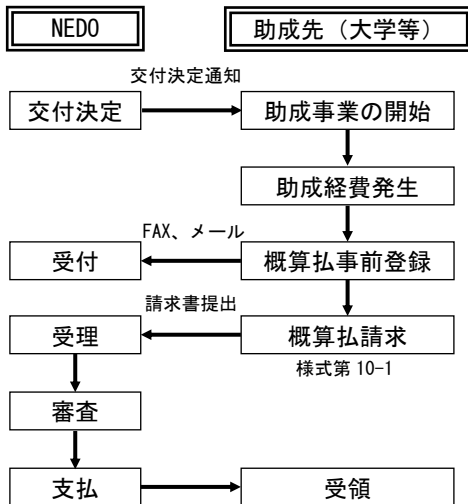 NEDO
助成先（大学等）
交付決定通知
交付決定
助成事業の開始
助成経費発生
FAX、メール
受付
概算払事前登録
請求書提出
受理
概算払請求
様式第 10-1
審査
支払
受領